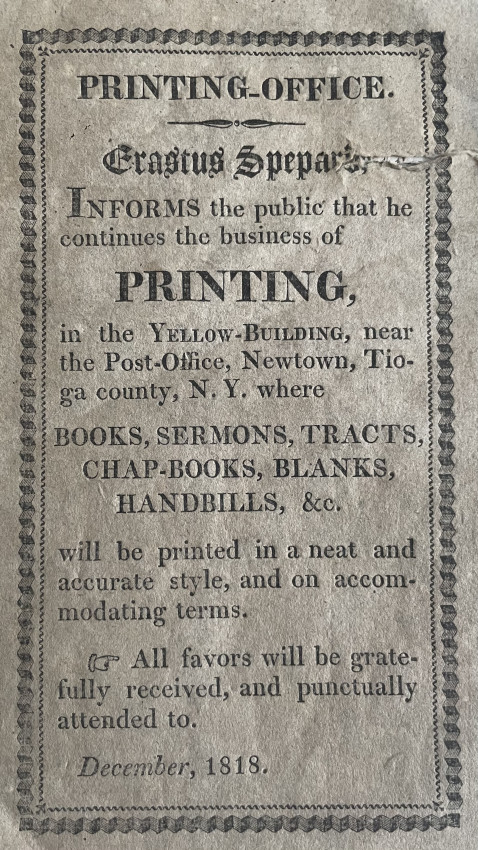 PRINTING-OFFICE.
Erastus Shepard,
INFORMS the public that he
continues the business of
PRINTING,
in the YELLOW-BUILDING, near
the Post-Office, Newtown, Tio-
ga county, N. Y. where
BOOKS, SERMONS, TRACTS,
CHAP-BOOKS, BLANKS,
HANDBILLS, &c.
will be printed in a neat and
accurate style, and on accom-
modating terms.
☞ All favors will be grate-
fully received, and punctually
attended to.
December, 1818.